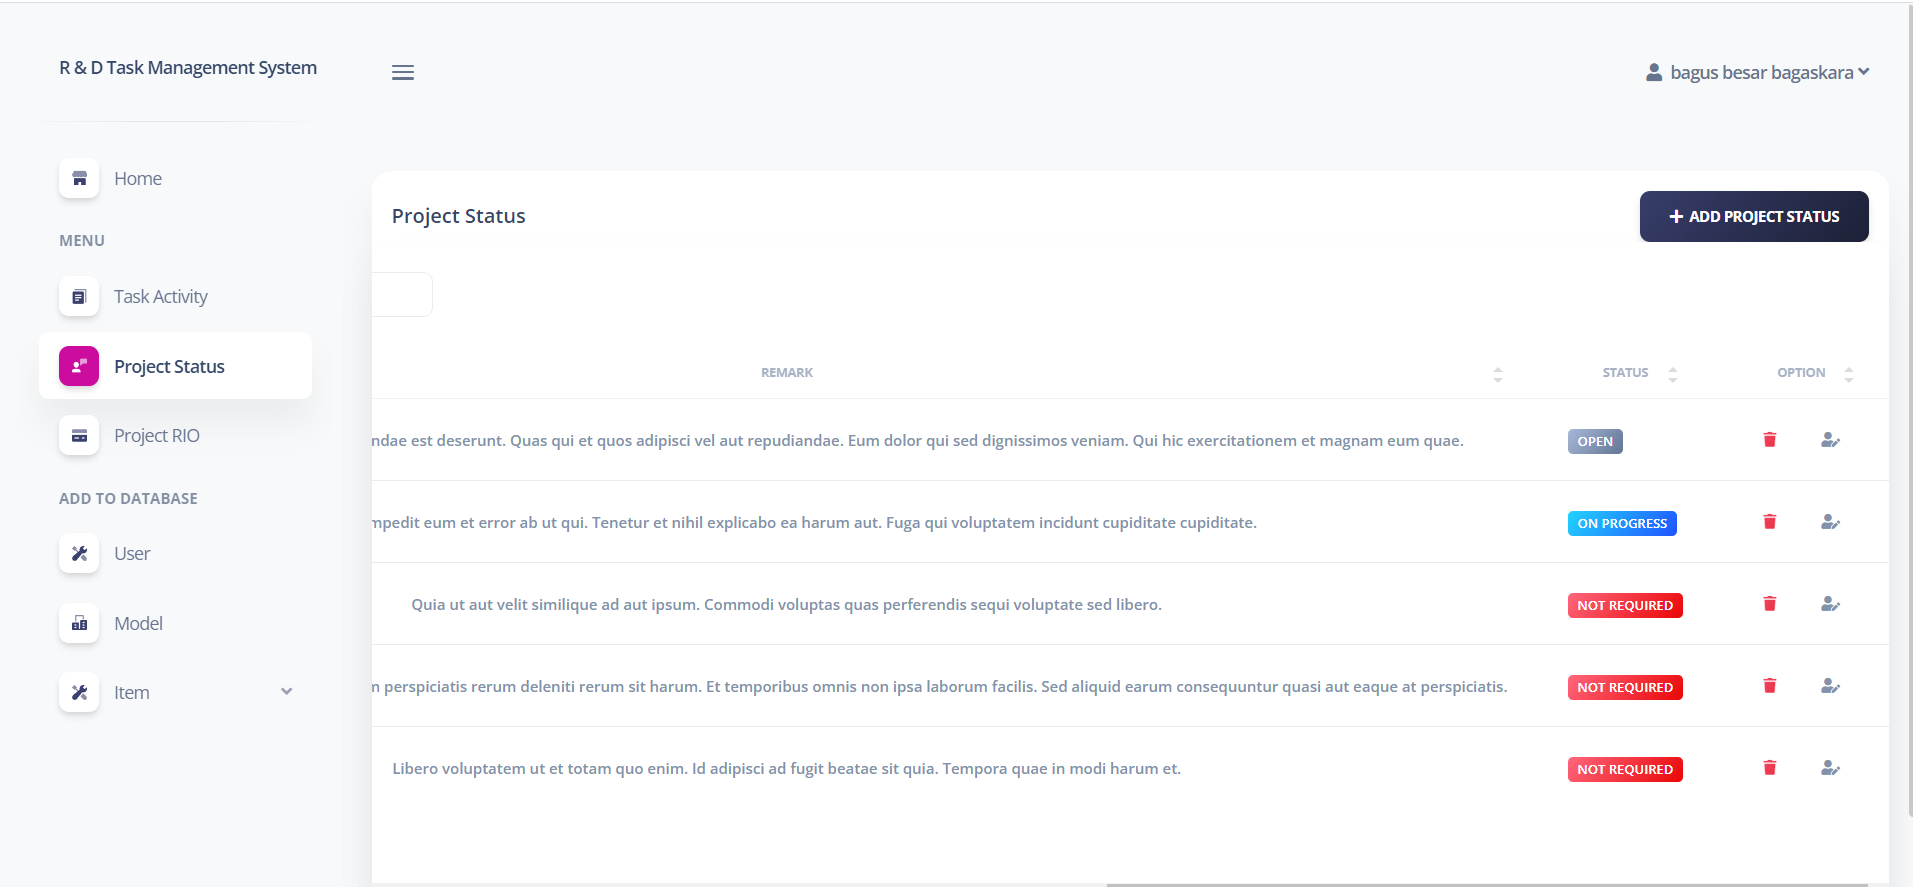 R & D Task Management System
bagus besar bagaskara
Home
MENU
Task Activity
Project Status
Project RIO
ADD TO DATABASE
User
Model
Item
Project Status
ADD PROJECT STATUS
REMARK STATUS OPTION
ndae est deserunt. Quas qui et quos adipisci vel aut repudiandae. Eum dolor qui sed dignissimos veniam. Qui hic exercitationem et magnam eum quae. OPEN
mpedit eum et error ab ut qui. Tenetur et nihil explicabo ea harum aut. Fuga qui voluptatem incidunt cupiditate cupiditate. ON PROGRESS
Quia ut aut velit similique ad aut ipsum. Commodi voluptas quas perferendis sequi voluptate sed libero. NOT REQUIRED
n perspiciatis rerum deleniti rerum sit harum. Et temporibus omnis non ipsa laborum facilis. Sed aliquid earum consequuntur quasi aut eaque at perspiciatis. NOT REQUIRED
Libero voluptatem ut et totam quo enim. Id adipisci ad fugit beatae sit quia. Tempora quae in modi harum et. NOT REQUIRED